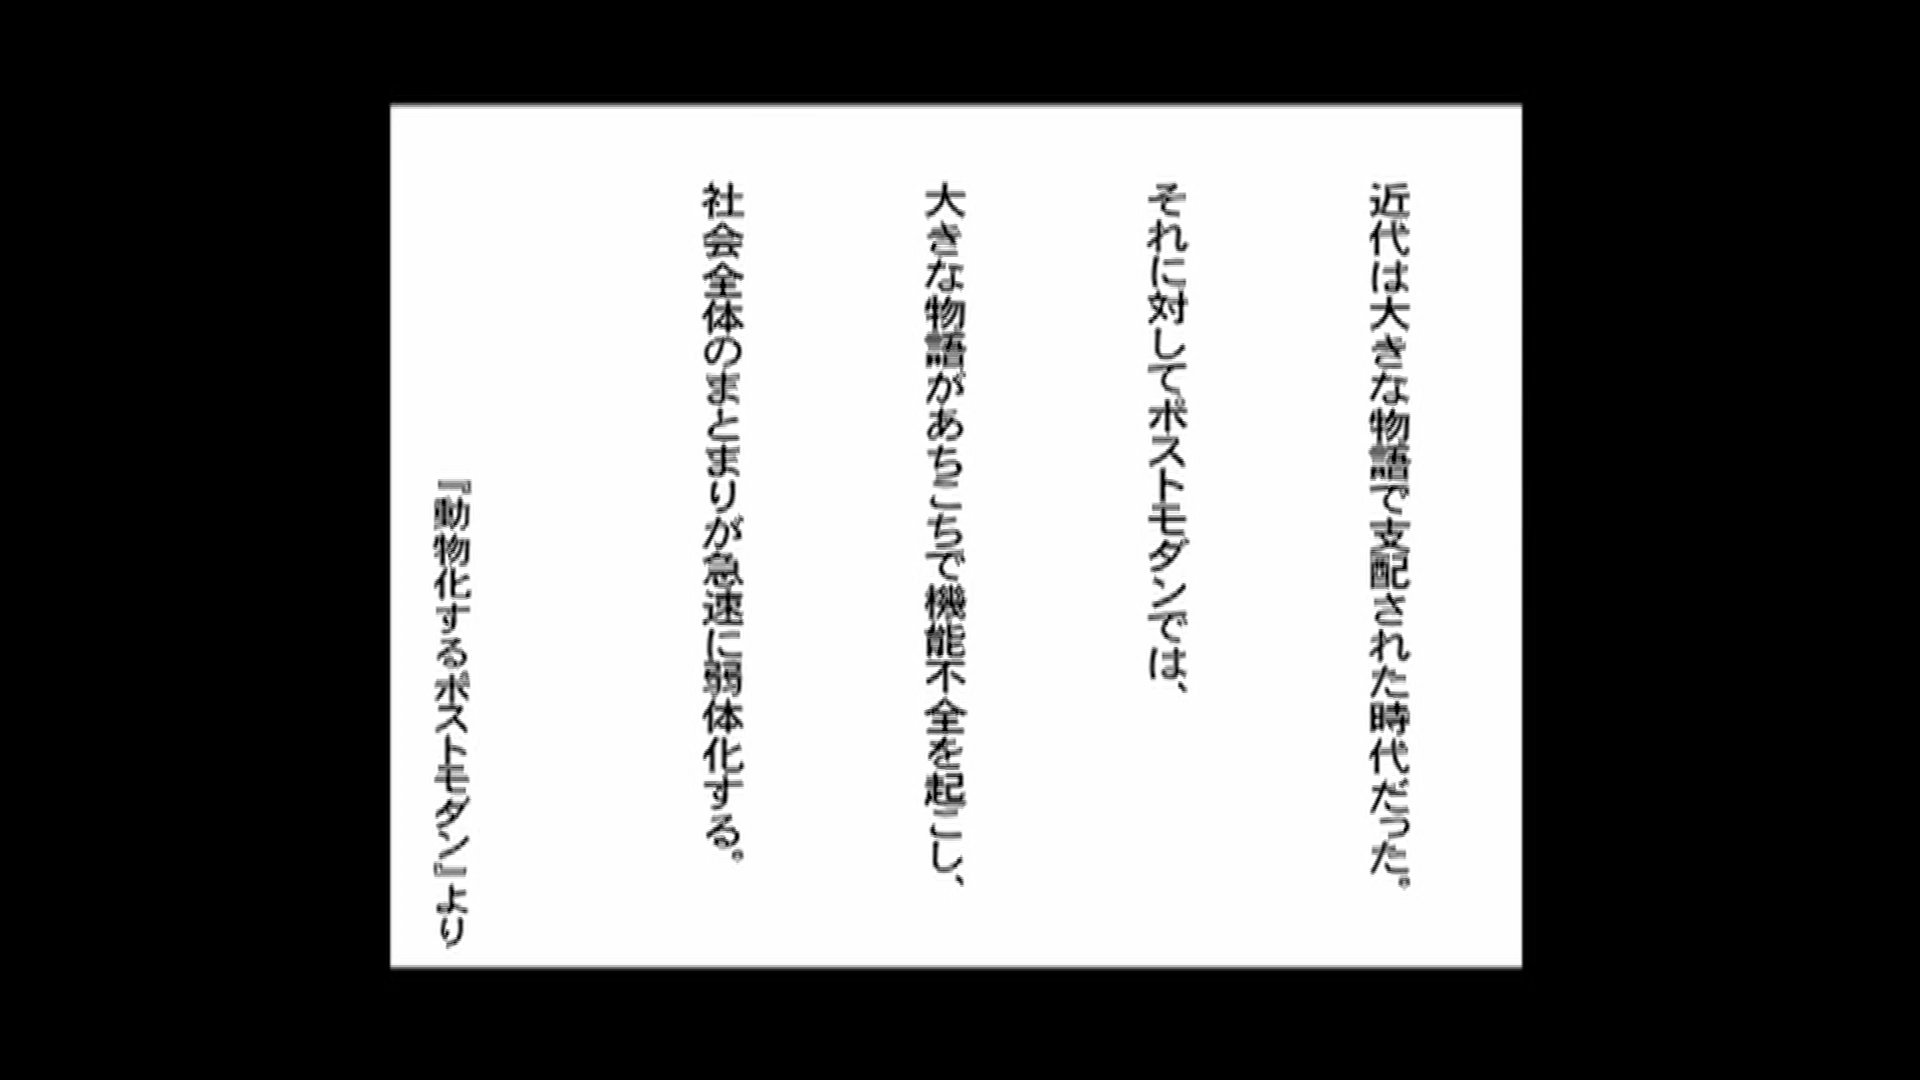 近代は大きな物語で支配された時代だった。
それに対してポストモダンでは、
大きな物語があちこちで機能不全を起こし、
社会全体のまとまりが急速に弱体化する。
『動物化するポストモダン』より